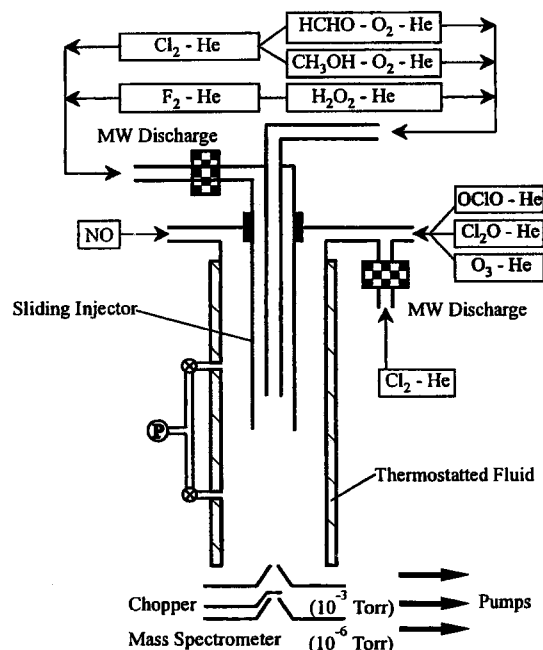 HCHO - O₂ - He
Cl₂ - He
CH₃OH - O₂ - He
F₂ - He
H₂O₂ - He
MW Discharge
OClO - He
NO
Cl₂O - He
O₃ - He
Sliding Injector
MW Discharge
Cl₂ - He
P
Thermostatted Fluid
Chopper
(10⁻³ Torr)
Pumps
Mass Spectrometer
(10⁻⁶ Torr)